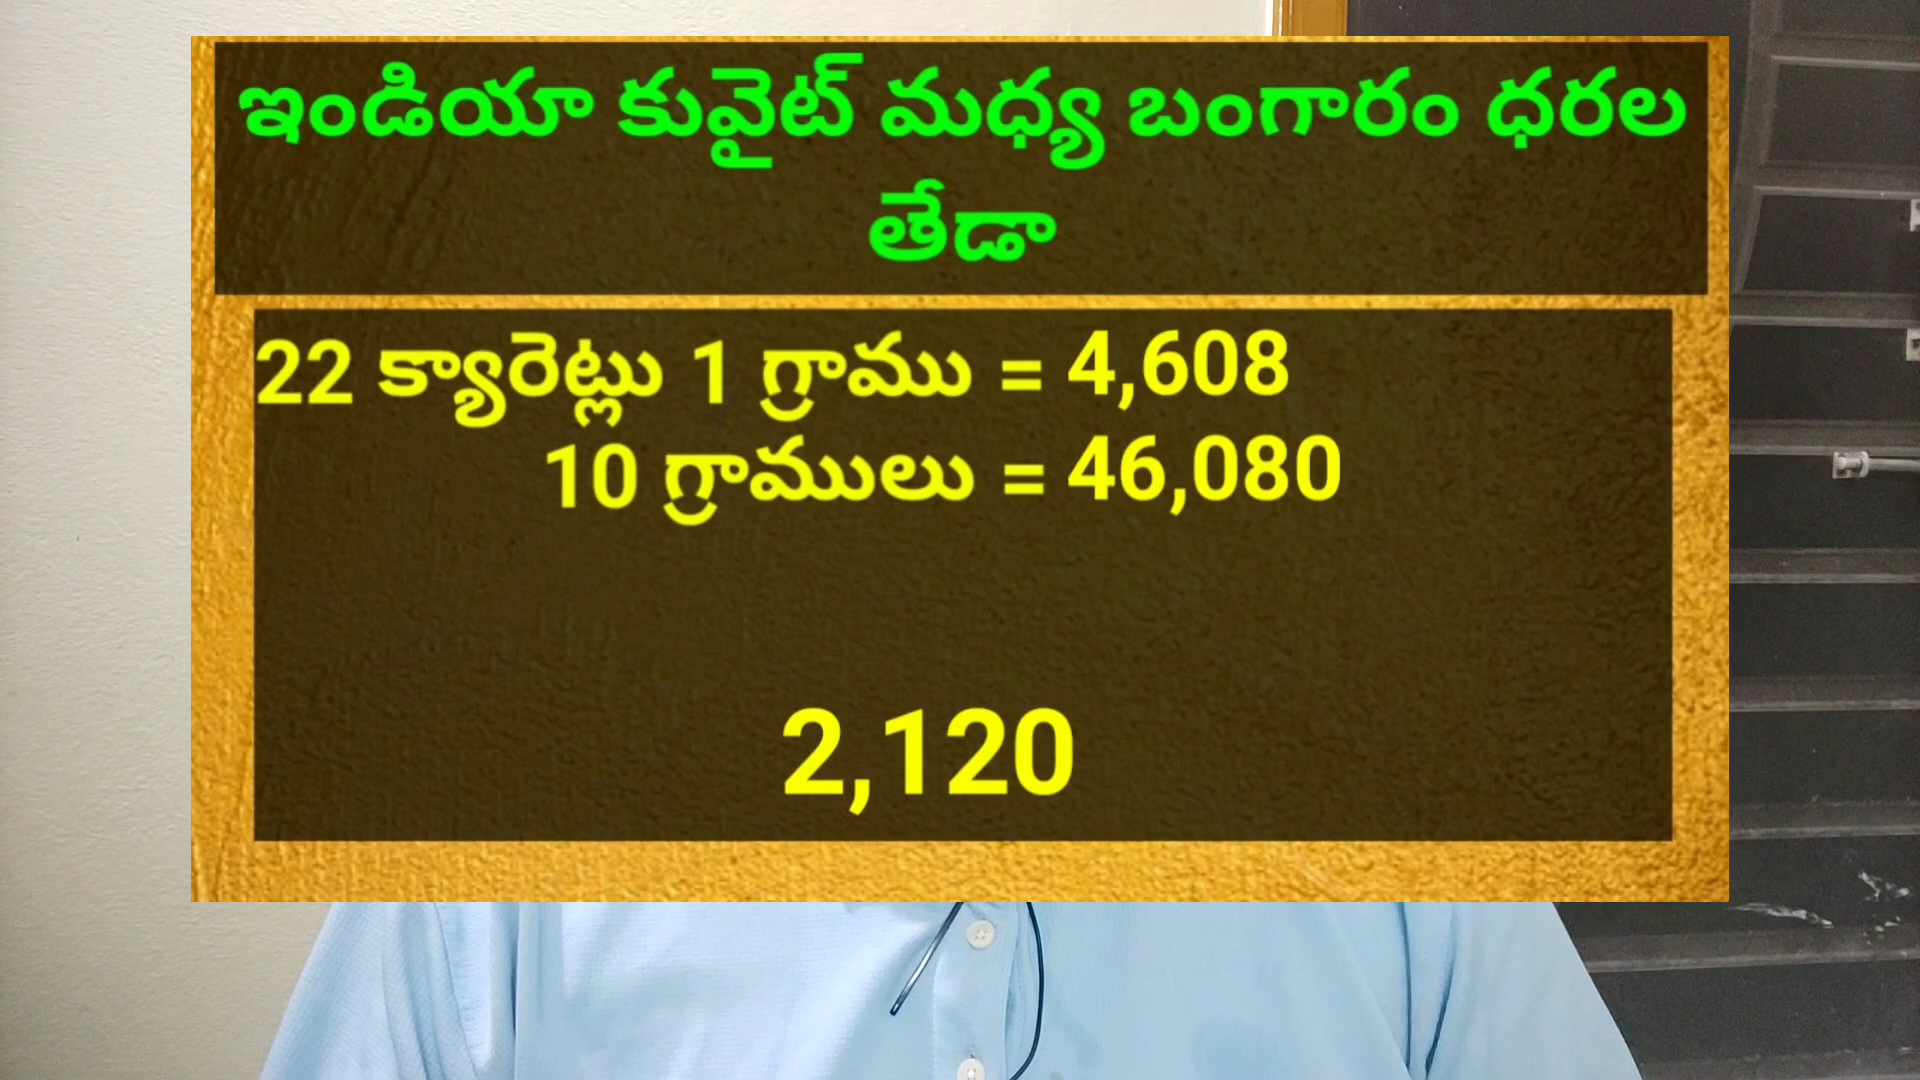 ఇండియా కువైట్ మధ్య బంగారం ధరల
తేడా
22 క్యారెట్లు 1 గ్రాము = 4,608
10 గ్రాములు = 46,080
2,120